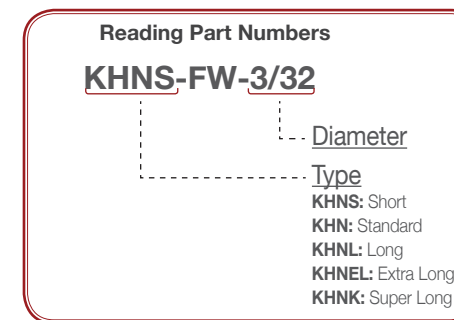 Reading Part Numbers
KHNS-FW-3/32
Diameter
Type
KHNS: Short
KHN: Standard
KHNL: Long
KHNEL: Extra Long
KHNK: Super Long